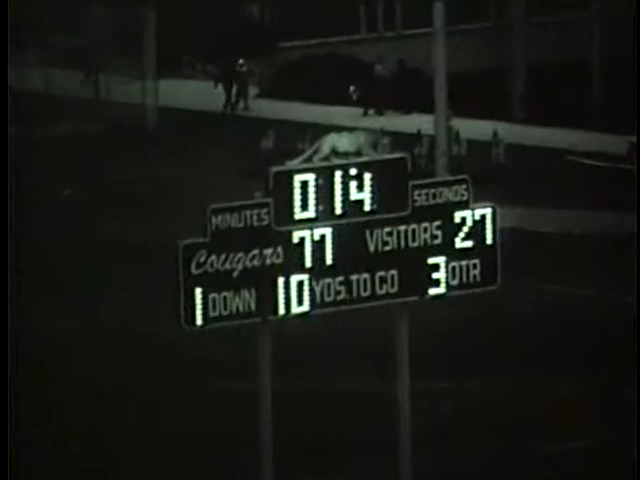 0:14
MINUTES SECONDS
Cougars 77 VISITORS 27
1 DOWN 10 YDS.TO GO 3 QTR